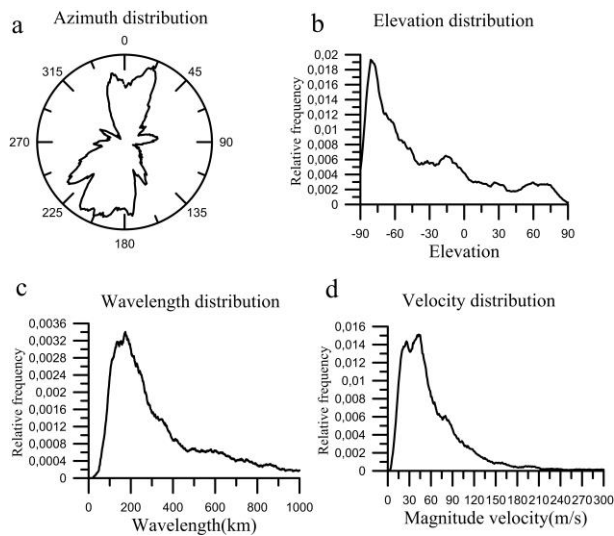 a
Azimuth distribution
0
45
90
135
180
225
270
315
b
Elevation distribution
Relative frequency
0,02
0,018
0,016
0,014
0,012
0,01
0,008
0,006
0,004
0,002
0
-90 -60 -30 0 30 60 90
Elevation
c
Wavelength distribution
Relative frequency
0,0036
0,0032
0,0028
0,0024
0,002
0,0016
0,0012
0,0008
0,0004
0
0 200 400 600 800 1000
Wavelength(km)
d
Velocity distribution
Relative frequency
0,016
0,014
0,012
0,01
0,008
0,006
0,004
0,002
0
0 30 60 90 120 150 180 210 240 270 300
Magnitude velocity(m/s)